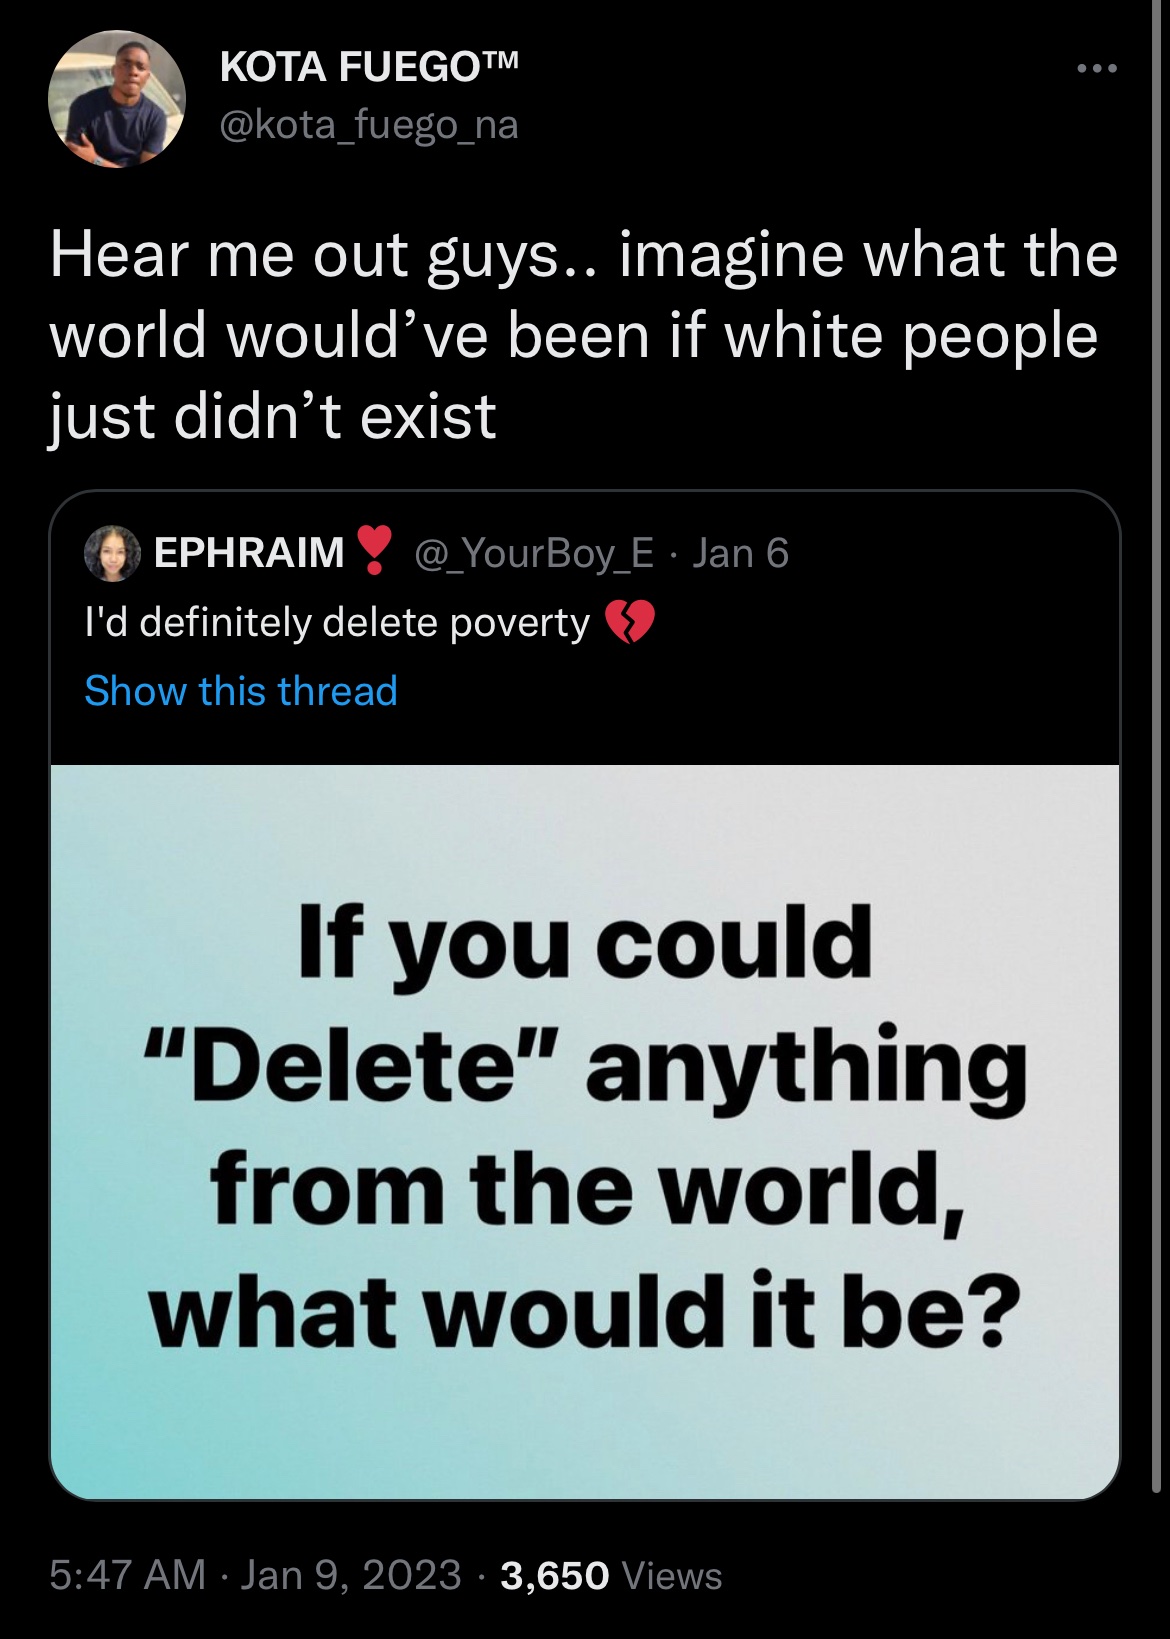 KOTA FUEGO™
@kota_fuego_na
Hear me out guys.. imagine what the
world would’ve been if white people
just didn’t exist
EPHRAIM❣️ @_YourBoy_E · Jan 6
I'd definitely delete poverty 💔
Show this thread
If you could
“Delete” anything
from the world,
what would it be?
5:47 AM · Jan 9, 2023 · 3,650 Views